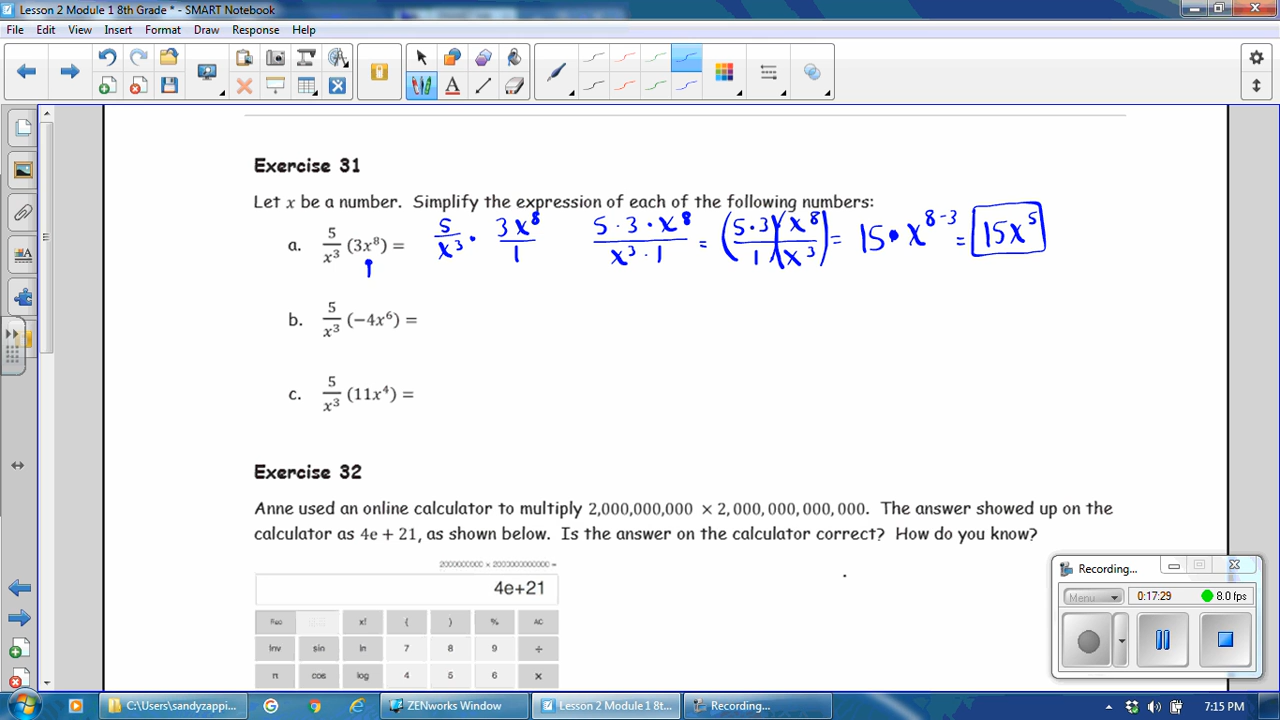 Lesson 2 Module 1 8th Grade * - SMART Notebook
File Edit View Insert Format Draw Response Help
Exercise 31
Let x be a number. Simplify the expression of each of the following numbers:
a. 5/x³ (3x⁸) = 5/x³ · 3x⁸/1 5·3·x⁸/x³·1 = (5·3/1)(x⁸/x³) = 15 · x⁸⁻³ = 15x⁵
b. 5/x³ (−4x⁶) =
c. 5/x³ (11x⁴) =
Exercise 32
Anne used an online calculator to multiply 2,000,000,000 × 2,000,000,000,000. The answer showed up on the
calculator as 4e + 21, as shown below. Is the answer on the calculator correct? How do you know?
2000000000 × 2000000000000 =
4e+21
x! ( ) % AC
Inv sin ln 7 8 9 ÷
π cos log 4 5 6 ×
Recording...
Menu 0:17:29 8.0 fps
C:\Users\sandyzappi... ZENworks Window Lesson 2 Module 1 8t... Recording... 7:15 PM